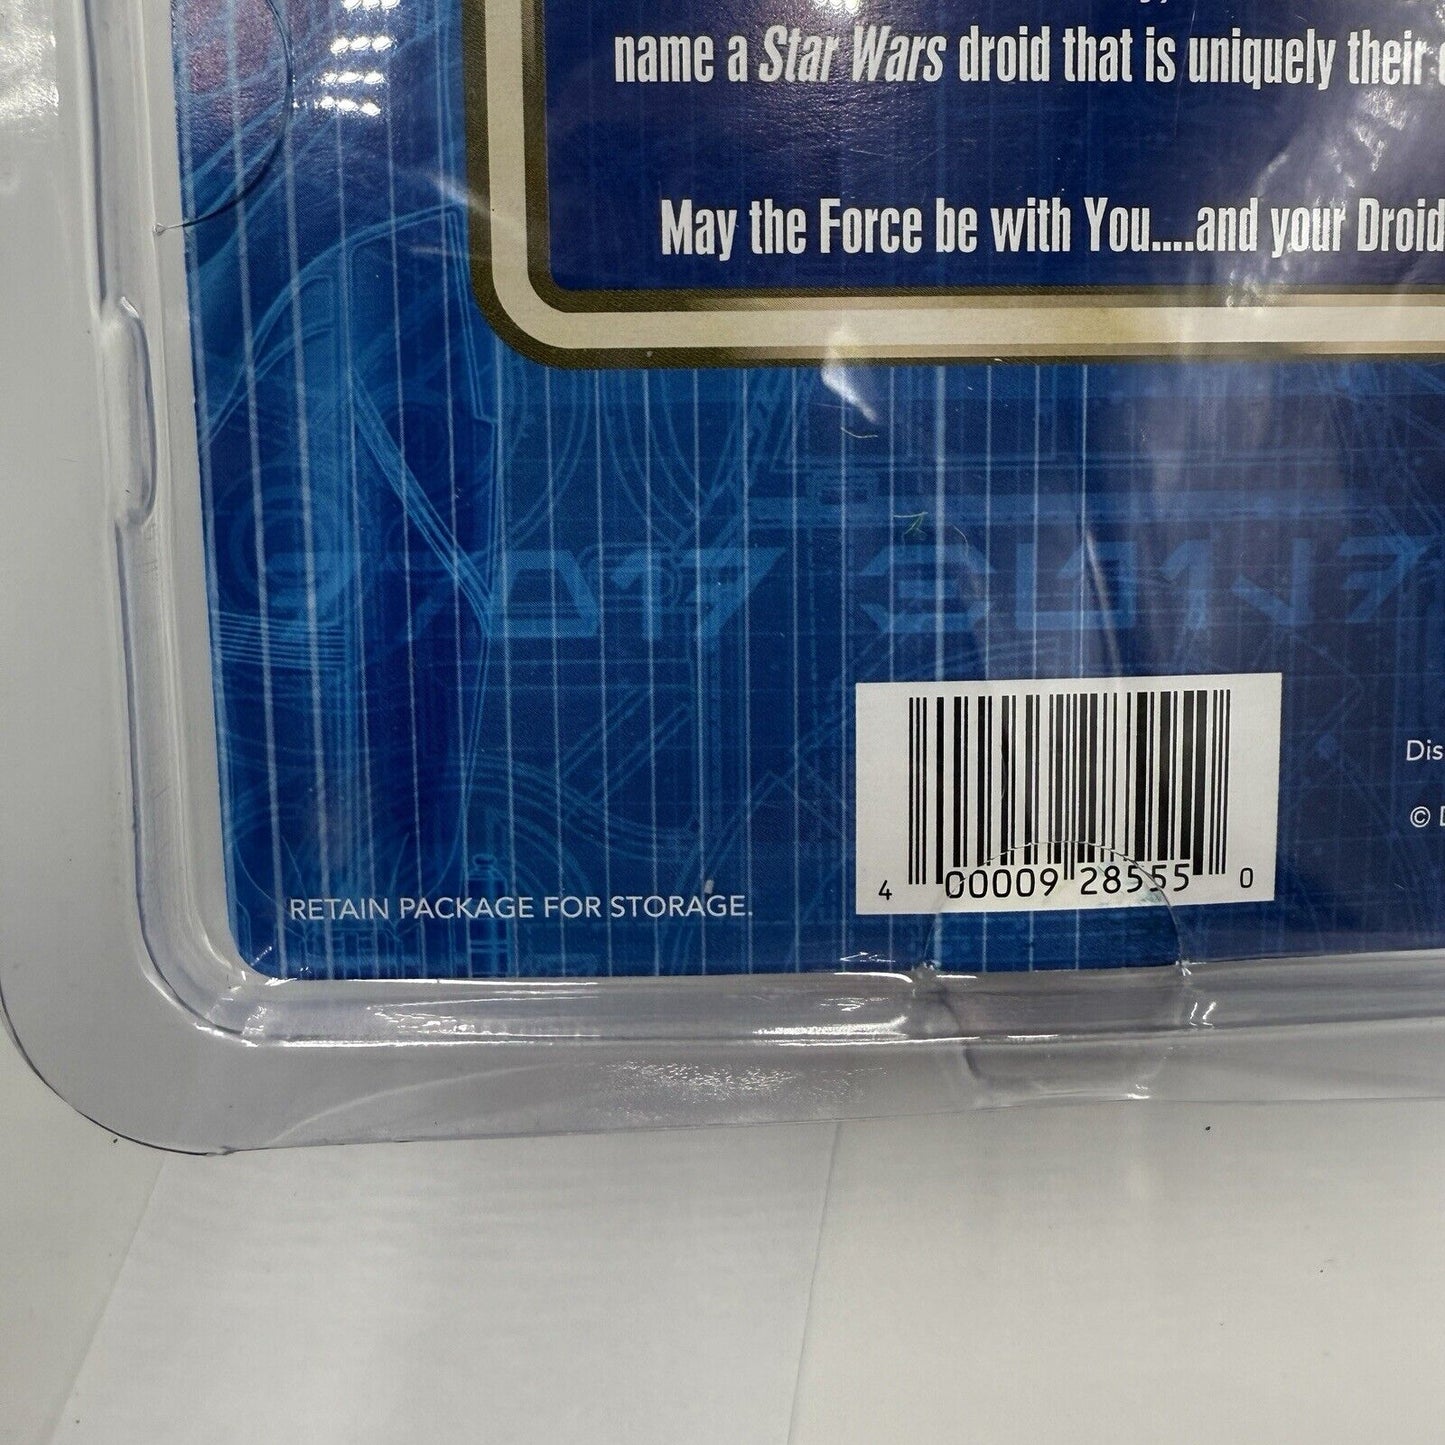 name a Star Wars droid that is uniquely their
May the Force be with You....and your Droid
Dis
©
RETAIN PACKAGE FOR STORAGE.
4 00009 28555 0